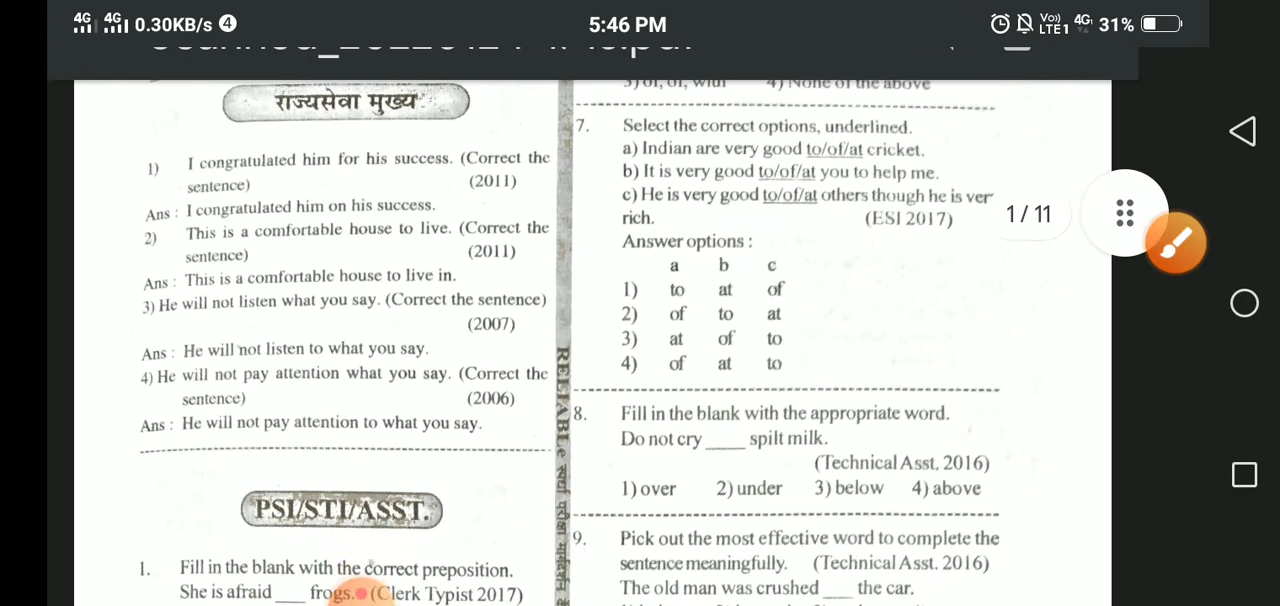 4G 4G 0.30KB/s 4
5:46 PM
Vo)) LTE1 4G 31%
राज्यसेवा मुख्य
1) I congratulated him for his success. (Correct the
sentence) (2011)
Ans : I congratulated him on his success.
2) This is a comfortable house to live. (Correct the
sentence) (2011)
Ans : This is a comfortable house to live in.
3) He will not listen what you say. (Correct the sentence)
(2007)
Ans : He will not listen to what you say.
4) He will not pay attention what you say. (Correct the
sentence) (2006)
Ans : He will not pay attention to what you say.
PSI/STI/ASST.
1. Fill in the blank with the correct preposition.
She is afraid ___ frogs. (Clerk Typist 2017)
RELIABLE
3) of, of, with 4) None of the above
7. Select the correct options, underlined.
a) Indian are very good to/of/at cricket.
b) It is very good to/of/at you to help me.
c) He is very good to/of/at others though he is ver
rich. (ESI 2017)
Answer options :
a b c
1) to at of
2) of to at
3) at of to
4) of at to
8. Fill in the blank with the appropriate word.
Do not cry ____ spilt milk.
(Technical Asst. 2016)
1) over 2) under 3) below 4) above
9. Pick out the most effective word to complete the
sentence meaningfully. (Technical Asst. 2016)
The old man was crushed ___ the car.
1 / 11